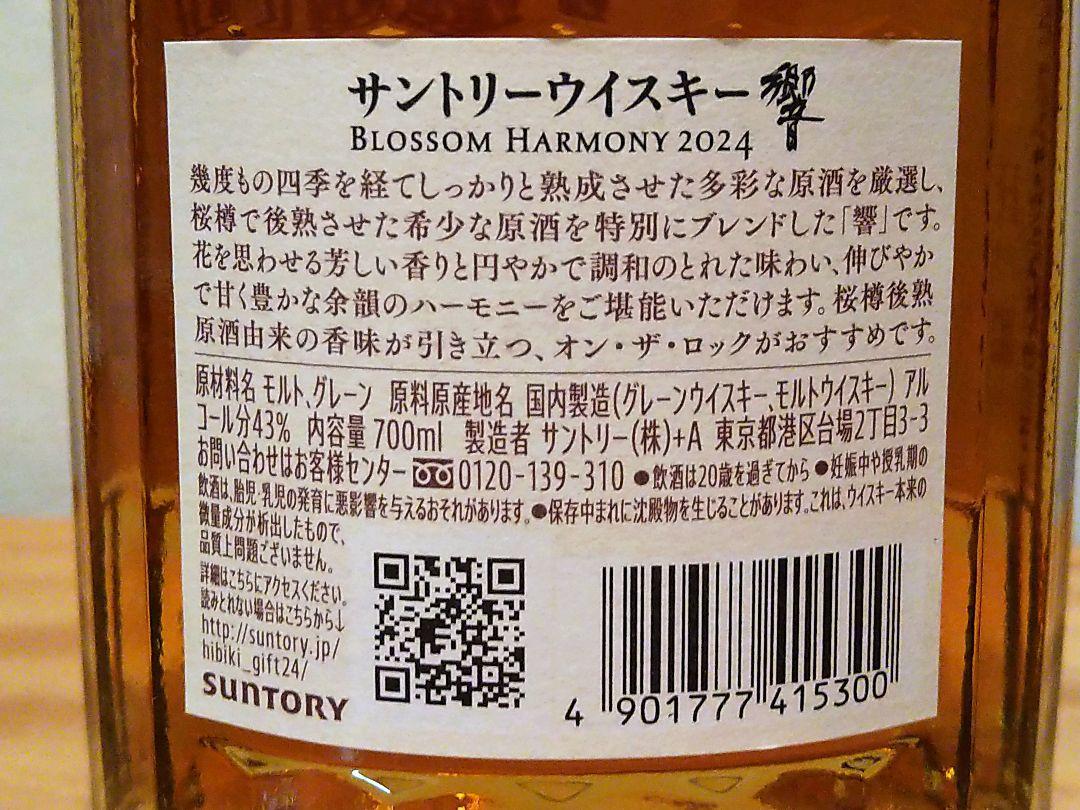 サントリーウイスキー響
BLOSSOM HARMONY 2024
幾度もの四季を経てしっかりと熟成させた多彩な原酒を厳選し、
桜樽で後熟させた希少な原酒を特別にブレンドした「響」です。
花を思わせる芳しい香りと円やかで調和のとれた味わい、伸びやか
で甘く豊かな余韻のハーモニーをご堪能いただけます。桜樽後熟
原酒由来の香味が引き立つ、オン・ザ・ロックがおすすめです。
原材料名 モルト、グレーン 原料原産地名 国内製造(グレーンウイスキー、モルトウイスキー) アル
コール分43% 内容量 700ml 製造者 サントリー(株)+A 東京都港区台場2丁目3-3
お問い合わせはお客様センター 0120-139-310 ●飲酒は20歳を過ぎてから ●妊娠中や授乳期の
飲酒は、胎児・乳児の発育に悪影響を与えるおそれがあります。●保存中まれに沈殿物を生じることがあります。これは、ウイスキー本来の
微量成分が析出したもので、
品質上問題ございません。
詳細はこちらにアクセスください。
読みとれない場合はこちらから↓
http://suntory.jp/
hibiki_gift24/
SUNTORY
4 901777 415300